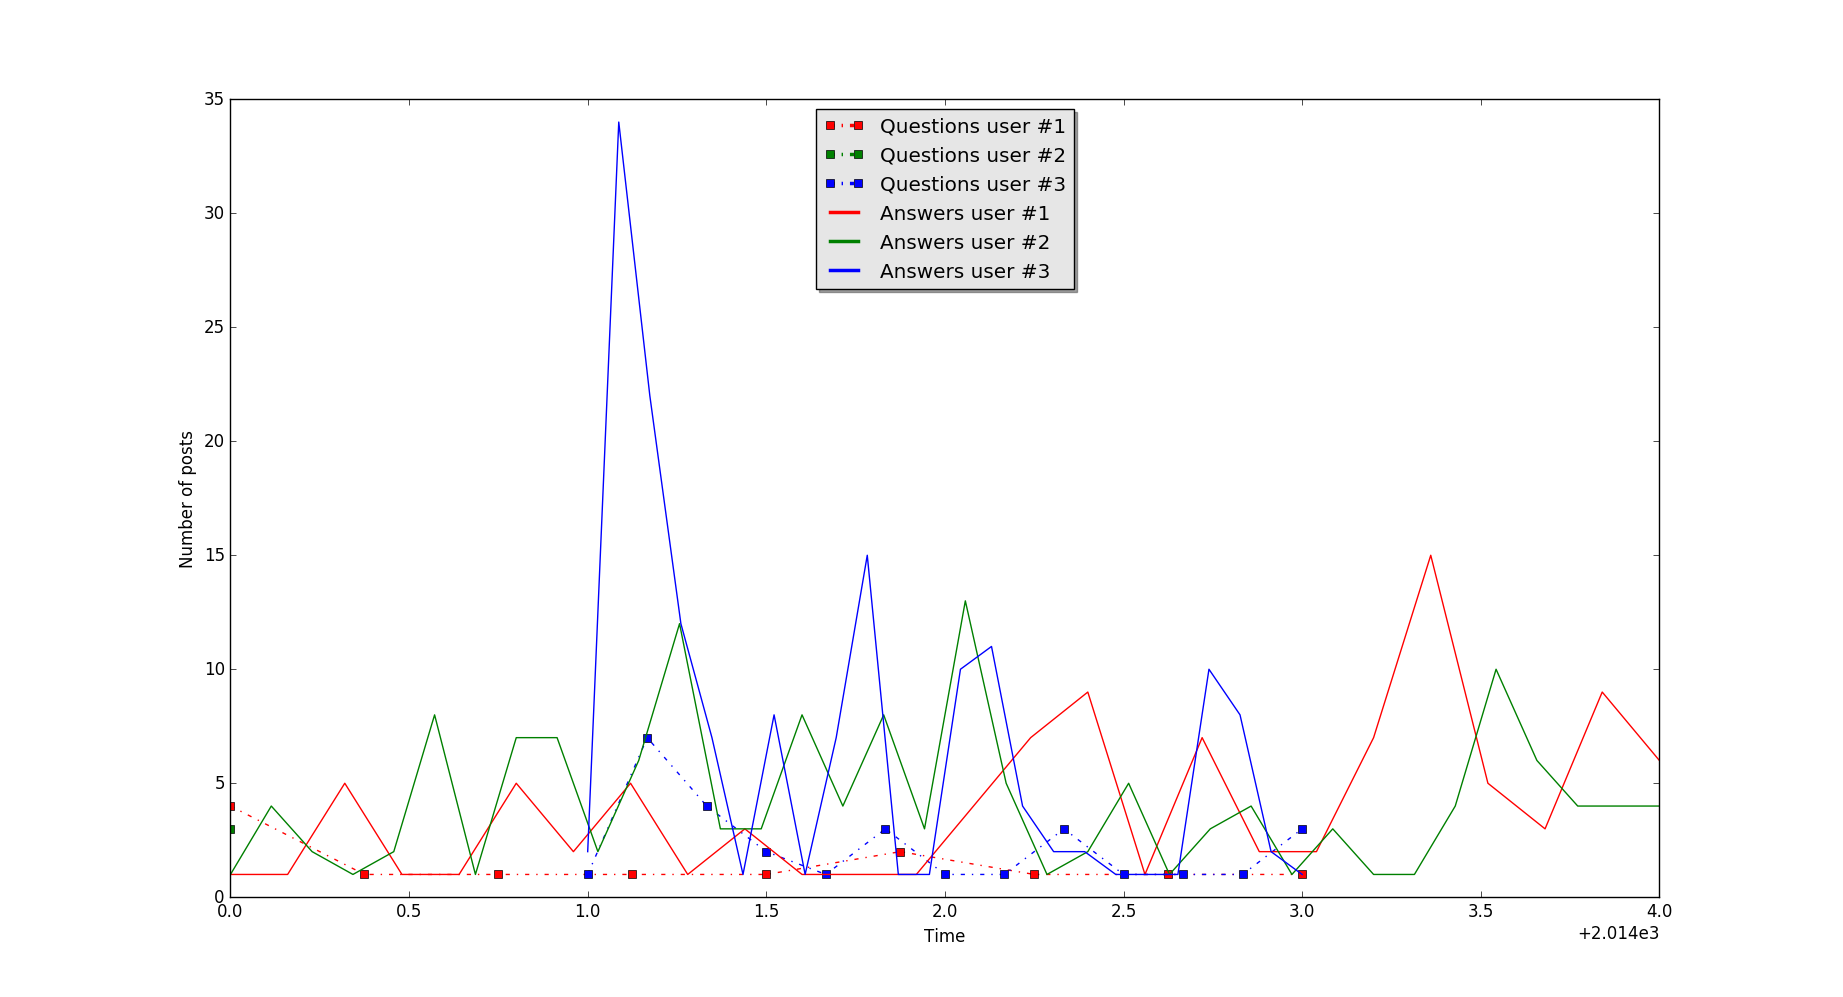 35
30
25
20
15
10
5
0
Number of posts
Questions user #1
Questions user #2
Questions user #3
Answers user #1
Answers user #2
Answers user #3
0.0 0.5 1.0 1.5 2.0 2.5 3.0 3.5 4.0
Time
+2.014e3